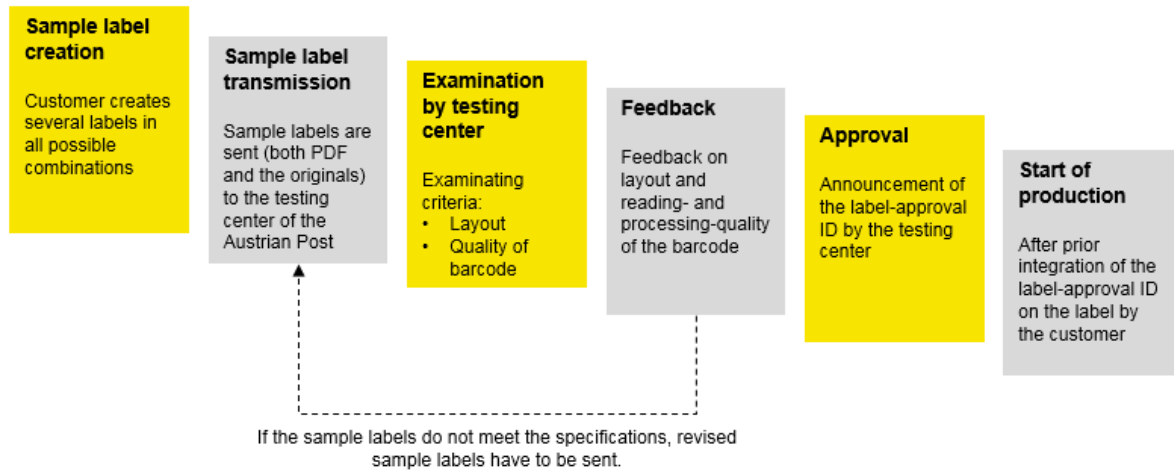 Sample label
creation
Customer creates
several labels in
all possible
combinations
Sample label
transmission
Sample labels are
sent (both PDF
and the originals)
to the testing
center of the
Austrian Post
Examination
by testing
center
Examinating
criteria:
• Layout
• Quality of
barcode
Feedback
Feedback on
layout and
reading- and
processing-quality
of the barcode
Approval
Announcement of
the label-approval
ID by the testing
center
Start of
production
After prior
integration of the
label-approval ID
on the label by
the customer
If the sample labels do not meet the specifications, revised
sample labels have to be sent.